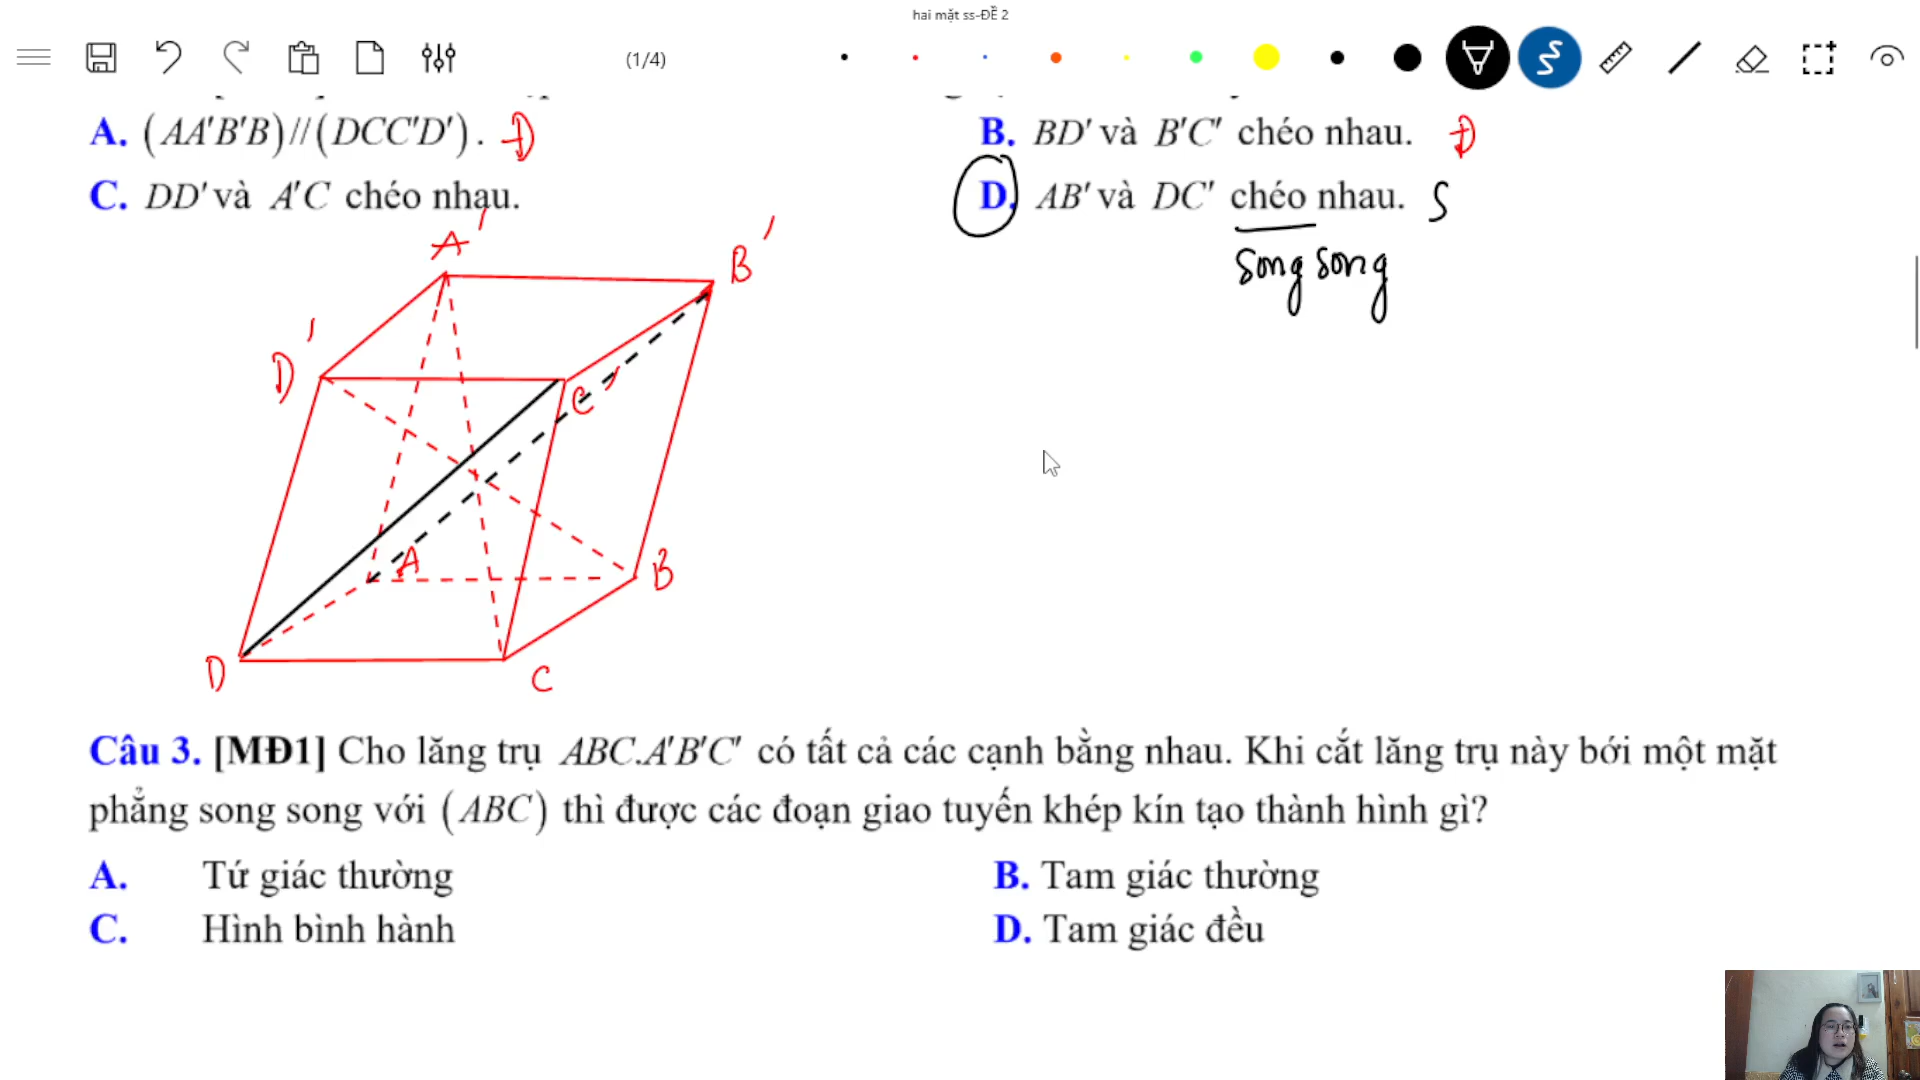 hai mặt ss-ĐỀ 2
(1/4)
A. (AA'B'B)//(DCC'D'). Đ
B. BD' và B'C' chéo nhau. Đ
C. DD' và A'C chéo nhau.
D. AB' và DC' chéo nhau. S
song song
A'
B'
D'
C'
A
B
D
C
Câu 3. [MĐ1] Cho lăng trụ ABC.A'B'C' có tất cả các cạnh bằng nhau. Khi cắt lăng trụ này bới một mặt
phẳng song song với (ABC) thì được các đoạn giao tuyến khép kín tạo thành hình gì?
A. Tứ giác thường
B. Tam giác thường
C. Hình bình hành
D. Tam giác đều